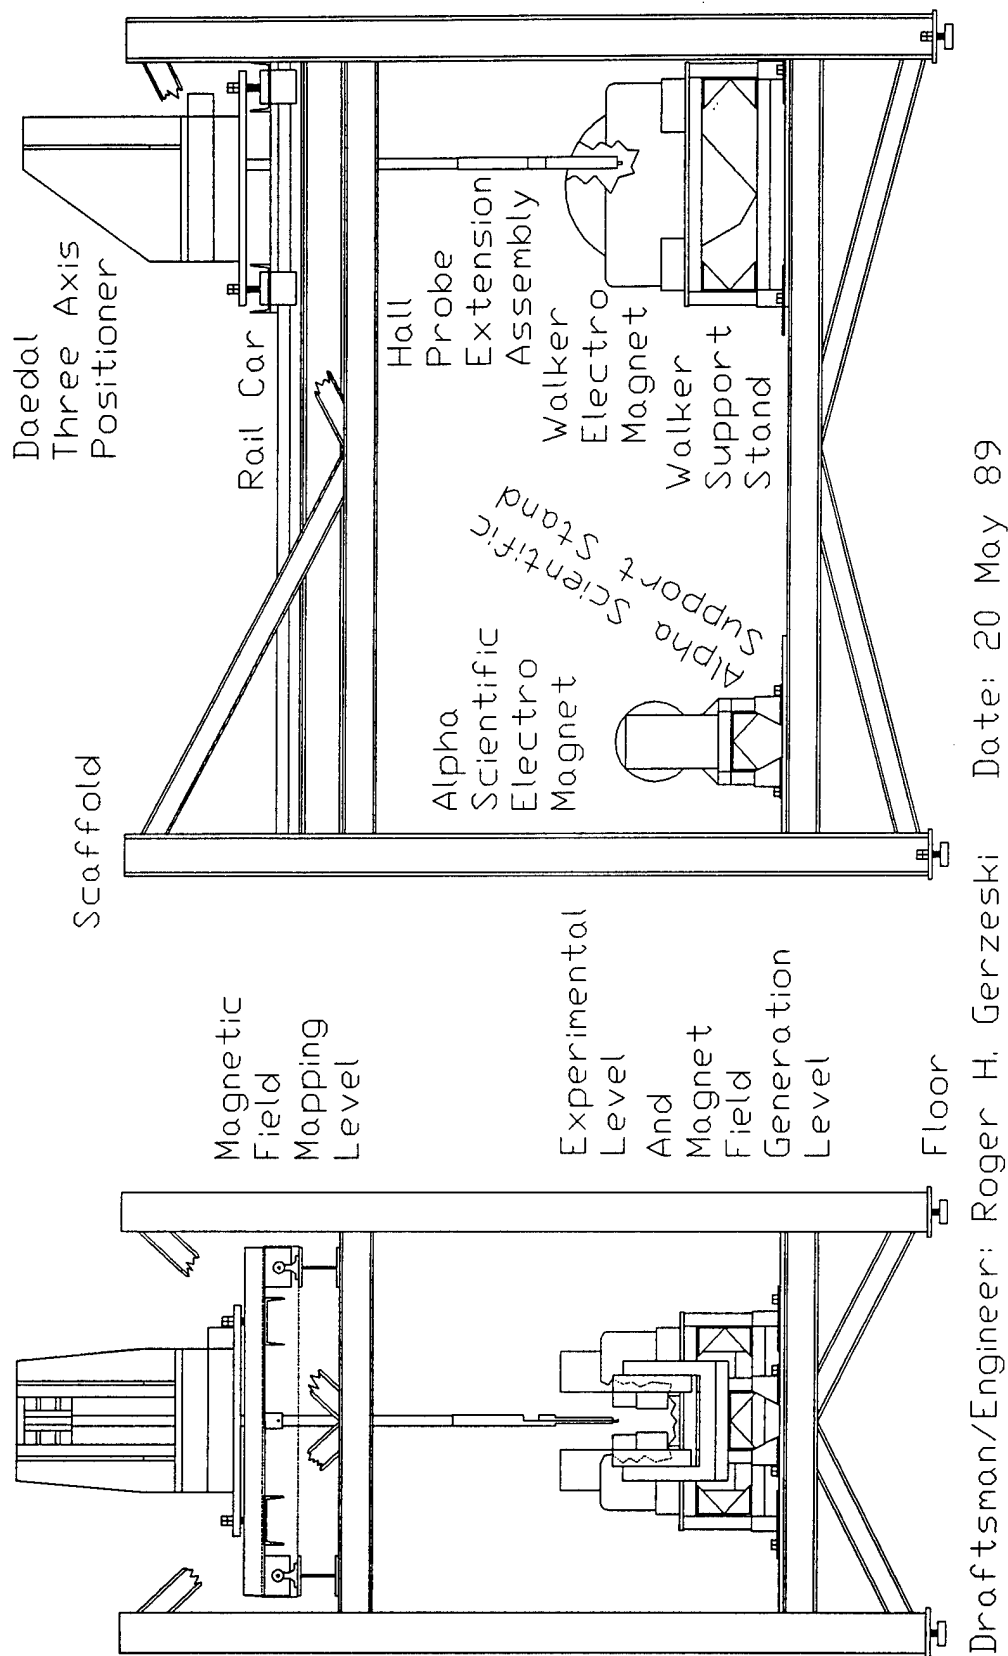 Scaffold
Daedal
Three Axis
Positioner
Rail Car
Hall
Probe
Extension
Assembly
Walker
Electro
Magnet
Walker
Support
Stand
Alpha
Scientific
Electro
Magnet
Alpha Scientific
Support Stand
Magnetic
Field
Mapping
Level
Experimental
Level
And
Magnet
Field
Generation
Level
Floor
Draftsman/Engineer: Roger H. Gerzeski Date: 20 May 89